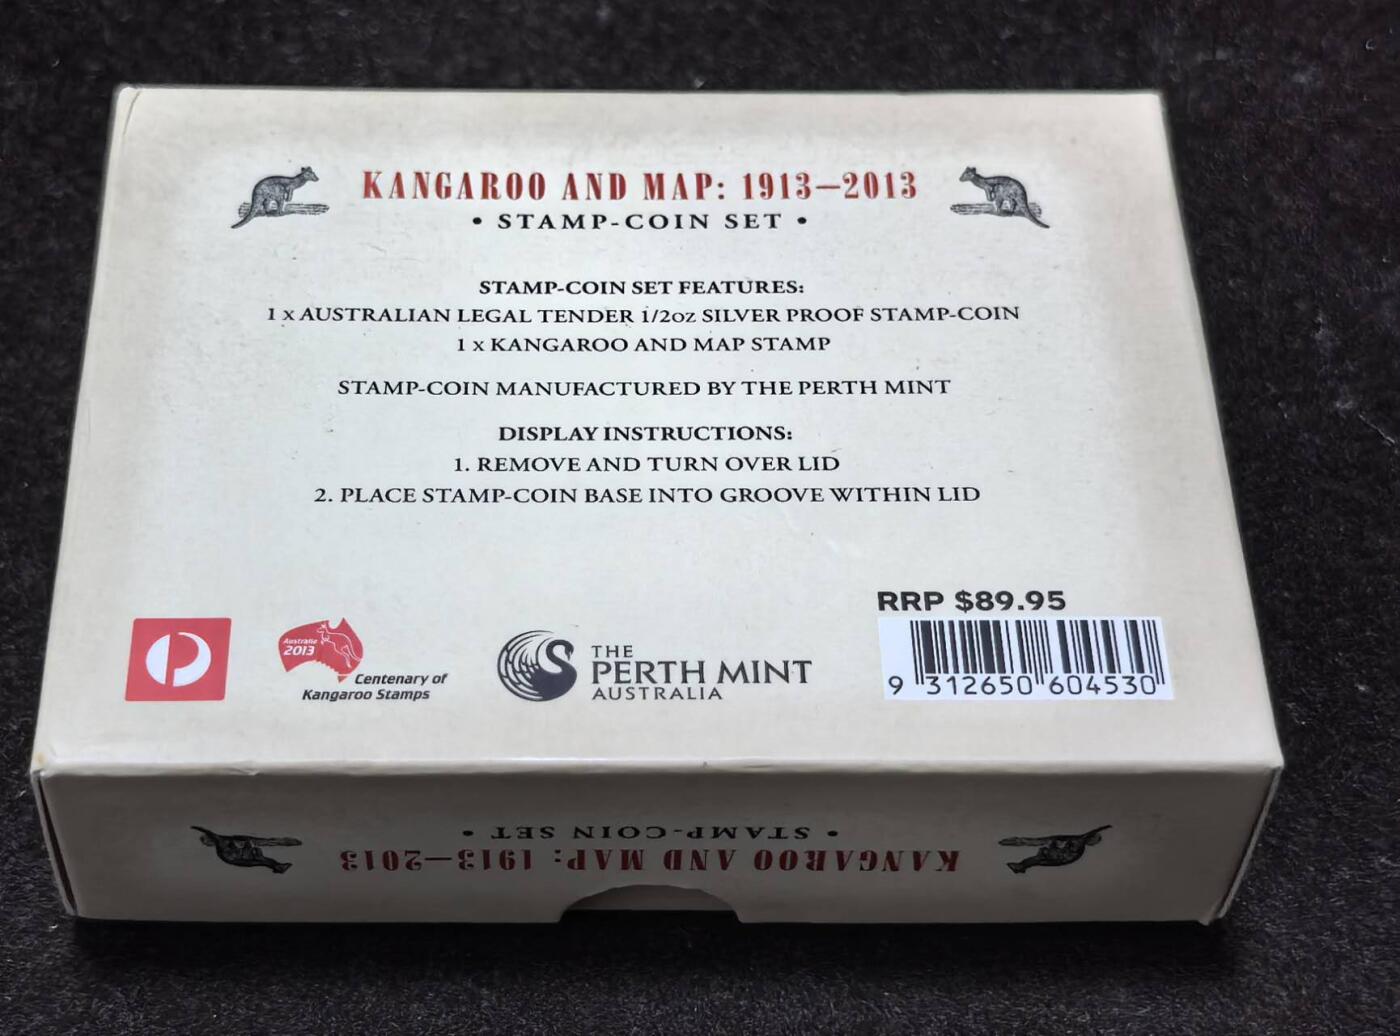 KANGAROO AND MAP: 1913–2013
• STAMP-COIN SET •
STAMP-COIN SET FEATURES:
1 x AUSTRALIAN LEGAL TENDER 1/2oz SILVER PROOF STAMP-COIN
1 x KANGAROO AND MAP STAMP
STAMP-COIN MANUFACTURED BY THE PERTH MINT
DISPLAY INSTRUCTIONS:
1. REMOVE AND TURN OVER LID
2. PLACE STAMP-COIN BASE INTO GROOVE WITHIN LID
Australia
2013
Centenary of
Kangaroo Stamps
THE
PERTH MINT
AUSTRALIA
RRP $89.95
9 312650 604530
KANGAROO AND MAP: 1913–2013
• STAMP-COIN SET •